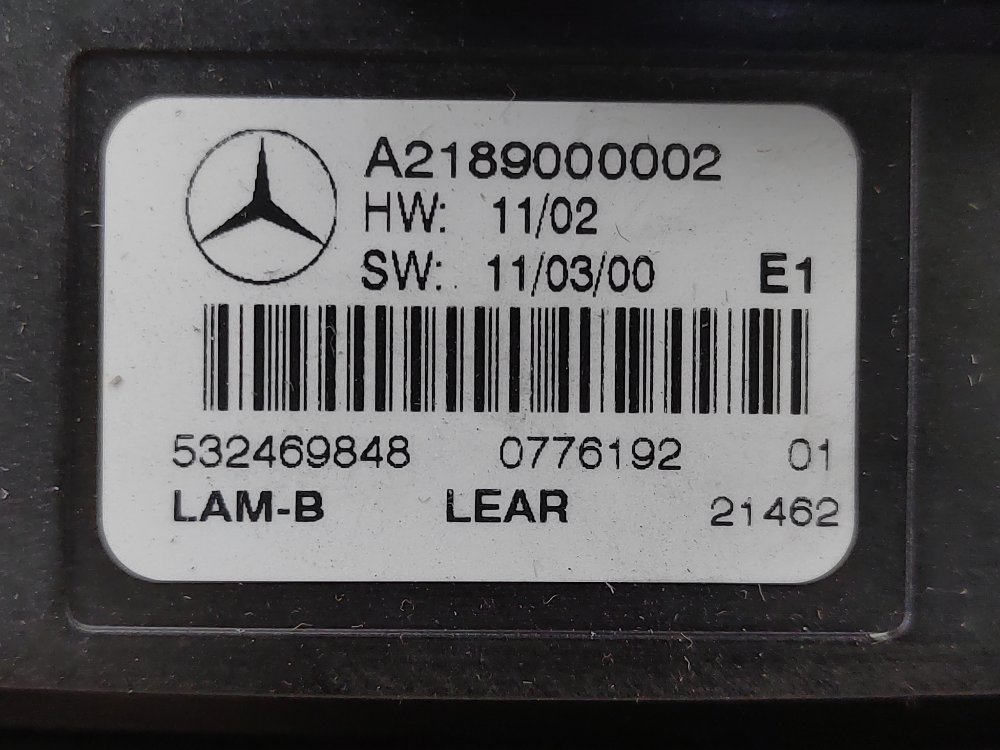 A2189000002
HW: 11/02
SW: 11/03/00 E1
532469848 0776192 01
LAM-B LEAR 21462